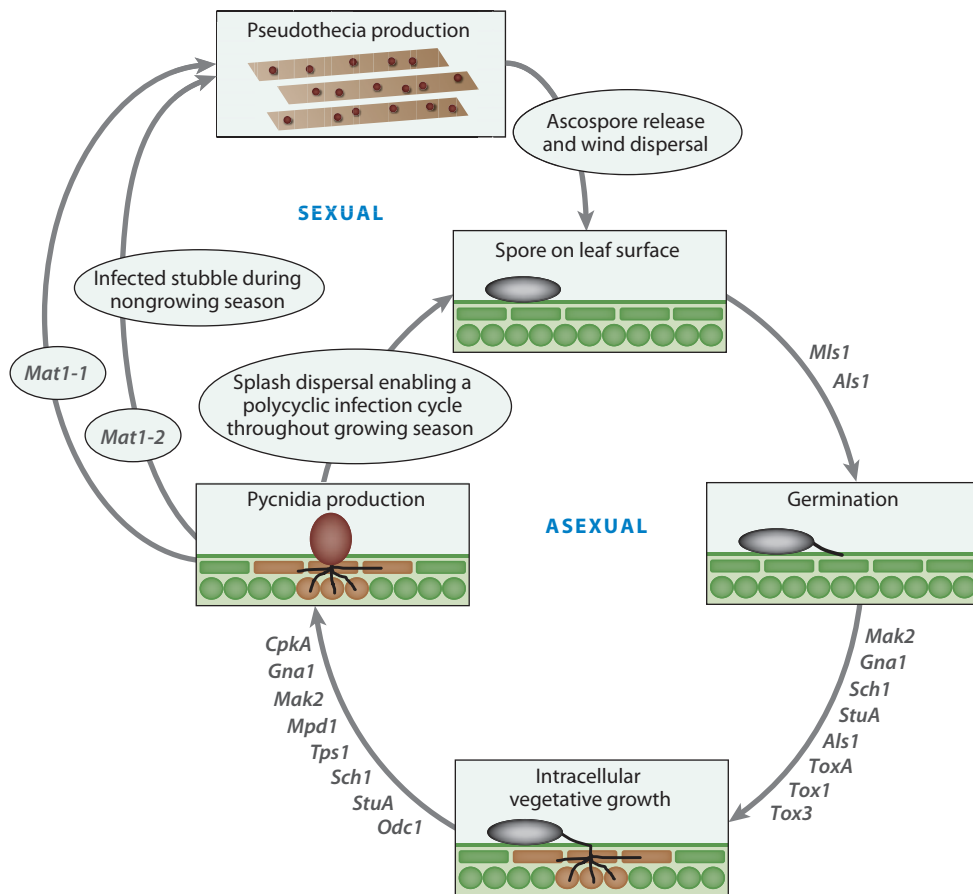 Pseudothecia production
Ascospore release
and wind dispersal
SEXUAL
Spore on leaf surface
Infected stubble during
nongrowing season
Mls1
Als1
Mat1-1
Splash dispersal enabling a
polycyclic infection cycle
throughout growing season
Mat1-2
Pycnidia production
ASEXUAL
Germination
CpkA
Gna1
Mak2
Mpd1
Tps1
Sch1
StuA
Odc1
Mak2
Gna1
Sch1
StuA
Als1
ToxA
Tox1
Tox3
Intracellular
vegetative growth